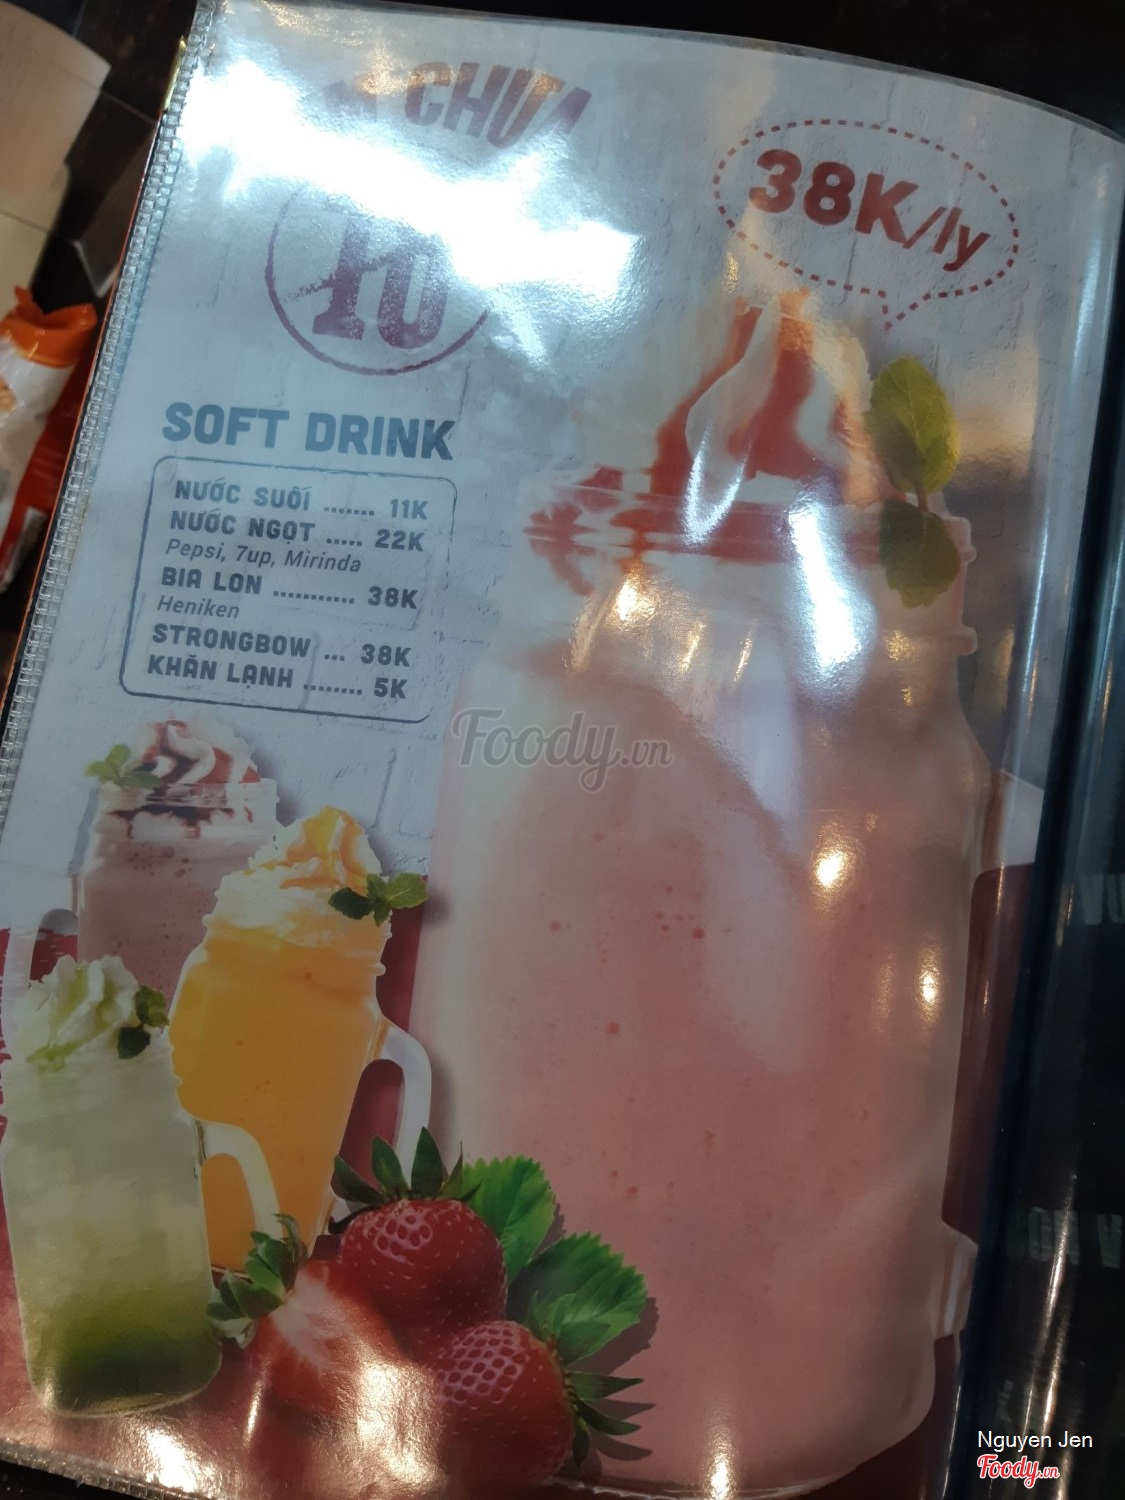 CHUA
38K/ly
SOFT DRINK
NƯỚC SUỐI ....... 11K
NƯỚC NGỌT ..... 22K
Pepsi, 7up, Mirinda
BIA LON ........... 38K
Heniken
STRONGBOW ... 38K
KHĂN LẠNH ........ 5K
Foody.vn
Nguyen Jen
Foody.vn